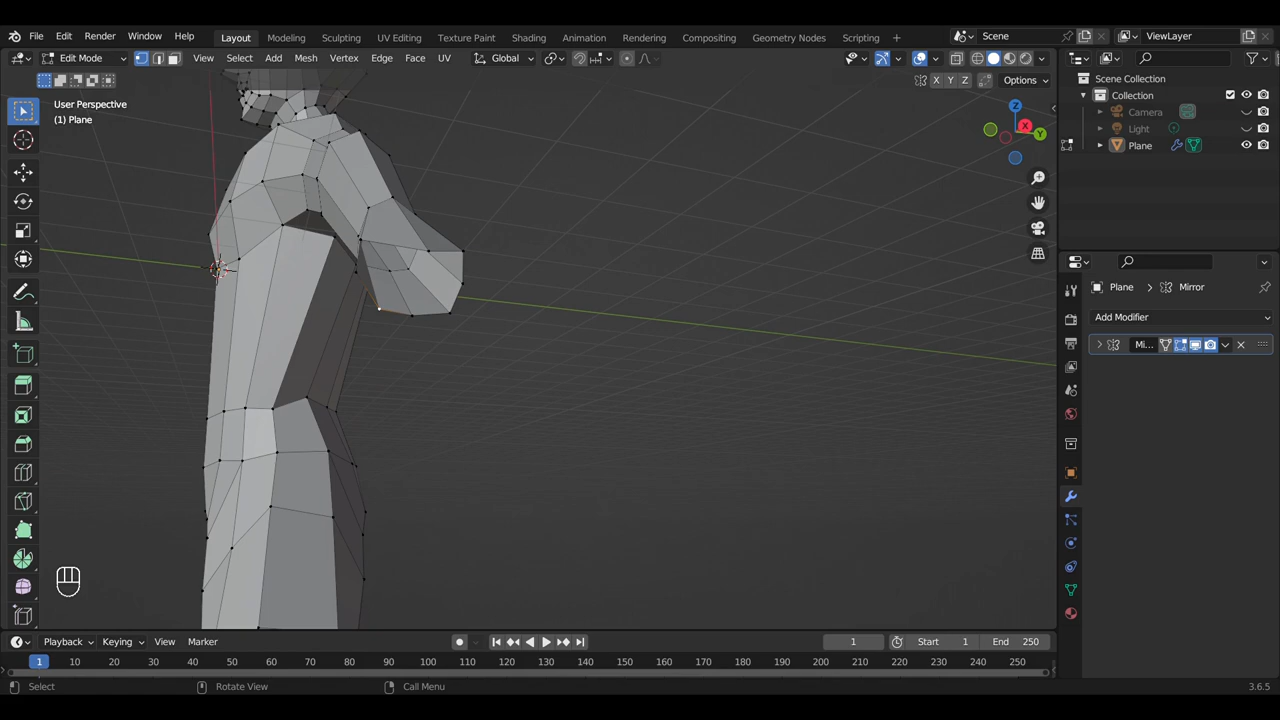 File Edit Render Window Help Layout Modeling Sculpting UV Editing Texture Paint Shading Animation Rendering Compositing Geometry Nodes Scripting + Scene ViewLayer
Edit Mode View Select Add Mesh Vertex Edge Face UV Global
X Y Z Options
User Perspective
(1) Plane
Z
X
Y
Scene Collection
Collection
Camera
Light
Plane
Plane > Mirror
Add Modifier
Mi...
Playback Keying View Marker 1 Start 1 End 250
1 10 20 30 40 50 60 70 80 90 100 110 120 130 140 150 160 170 180 190 200 210 220 230 240 250
Select Rotate View Call Menu 3.6.5